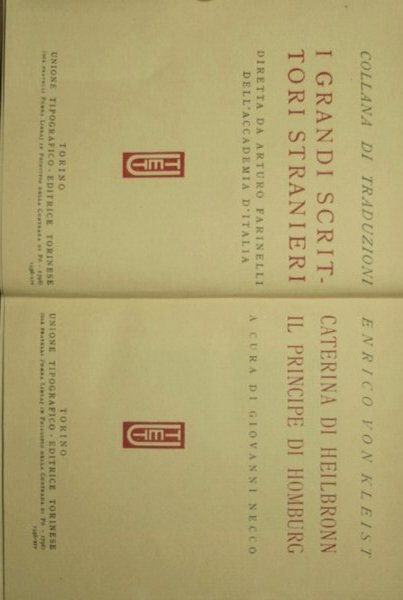 COLLANA DI TRADUZIONI
I GRANDI SCRIT-
TORI STRANIERI
DIRETTA DA ARTURO FARINELLI
DELL'ACCADEMIA D'ITALIA
UTET
TORINO
UNIONE TIPOGRAFICO-EDITRICE TORINESE
ENRICO VON KLEIST
CATERINA DI HEILBRONN
IL PRINCIPE DI HOMBURG
A CURA DI GIOVANNI NECCO
UTET
TORINO
UNIONE TIPOGRAFICO-EDITRICE TORINESE